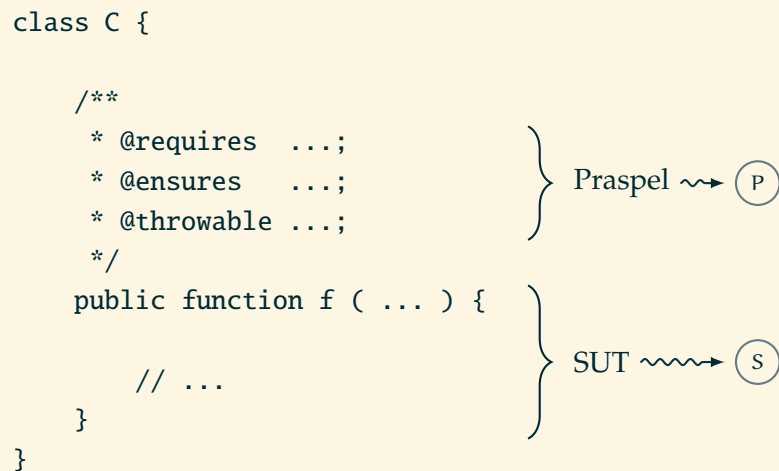 class C {
/**
* @requires ...;
* @ensures ...;
* @throwable ...;
*/
Praspel
P
public function f ( ... ) {
// ...
}
SUT
S
}